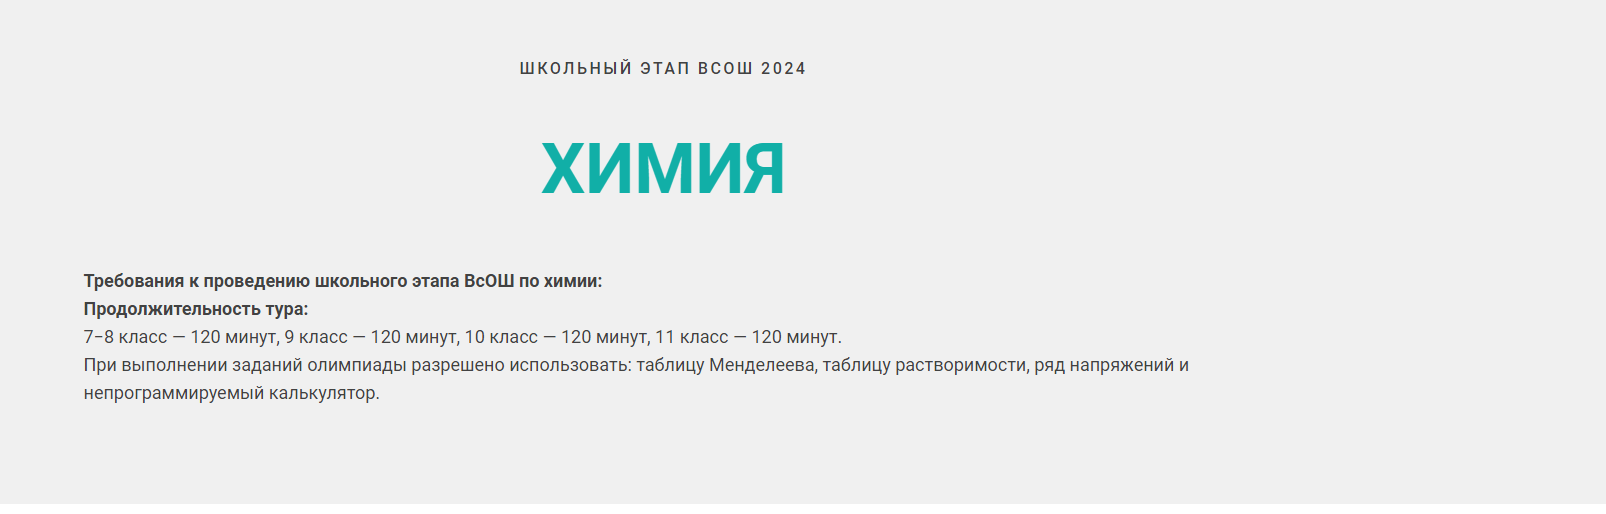 ШКОЛЬНЫЙ ЭТАП ВСОШ 2024
ХИМИЯ
Требования к проведению школьного этапа ВсОШ по химии:
Продолжительность тура:
7–8 класс — 120 минут, 9 класс — 120 минут, 10 класс — 120 минут, 11 класс — 120 минут.
При выполнении заданий олимпиады разрешено использовать: таблицу Менделеева, таблицу растворимости, ряд напряжений и
непрограммируемый калькулятор.